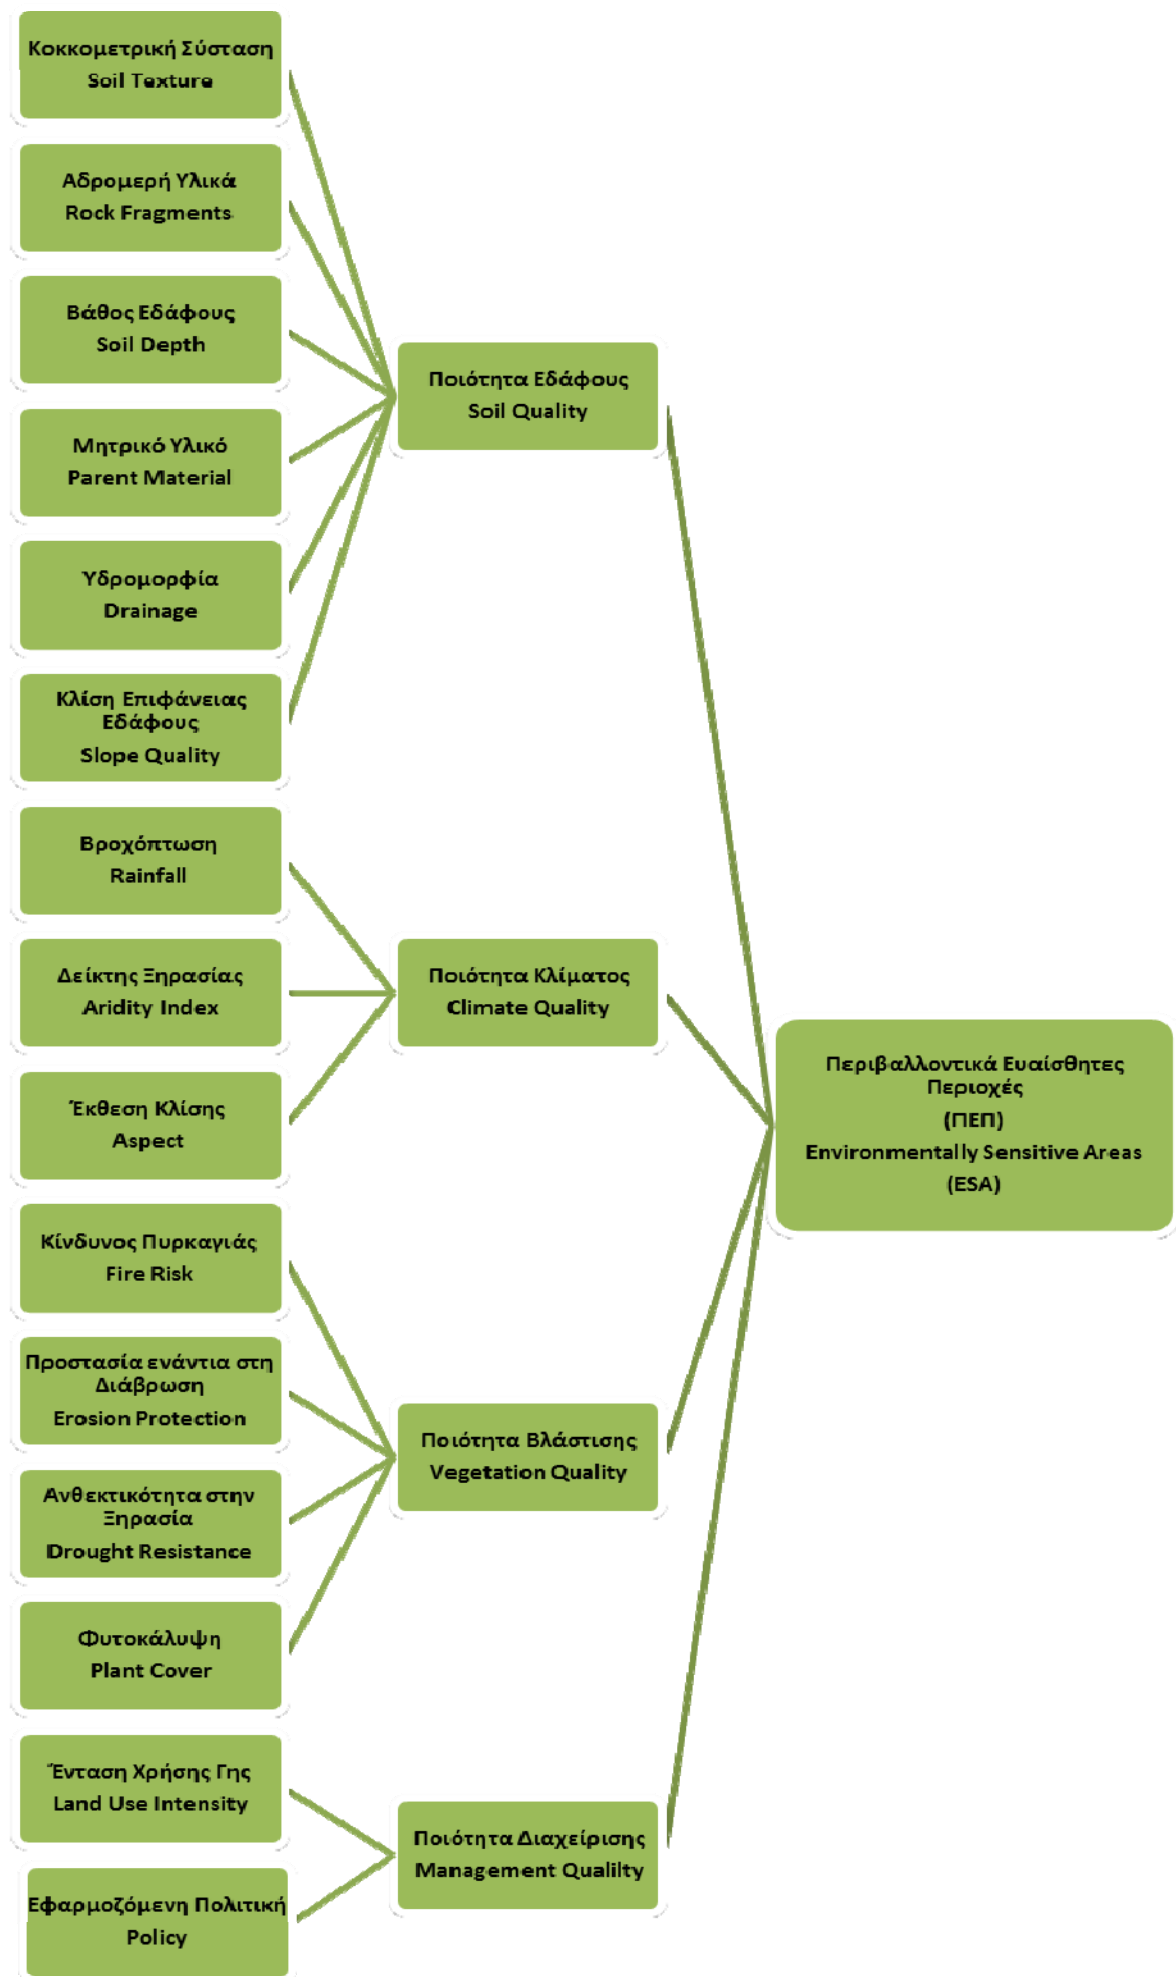 Κοκκομετρική Σύσταση
Soil Texture
Αδρομερή Υλικά
Rock Fragments
Βάθος Εδάφους
Soil Depth
Μητρικό Υλικό
Parent Material
Υδρομορφία
Drainage
Κλίση Επιφάνειας
Εδάφους
Slope Quality
Βροχόπτωση
Rainfall
Δείκτης Ξηρασίας
Aridity Index
Έκθεση Κλίσης
Aspect
Κίνδυνος Πυρκαγιάς
Fire Risk
Προστασία ενάντια στη
Διάβρωση
Erosion Protection
Ανθεκτικότητα στην
Ξηρασία
Drought Resistance
Φυτοκάλυψη
Plant Cover
Ένταση Χρήσης Γης
Land Use Intensity
Εφαρμοζόμενη Πολιτική
Policy
Ποιότητα Εδάφους
Soil Quality
Ποιότητα Κλίματος
Climate Quality
Ποιότητα Βλάστισης
Vegetation Quality
Ποιότητα Διαχείρισης
Management Qualilty
Περιβαλλοντικά Ευαίσθητες
Περιοχές
(ΠΕΠ)
Environmentally Sensitive Areas
(ESA)